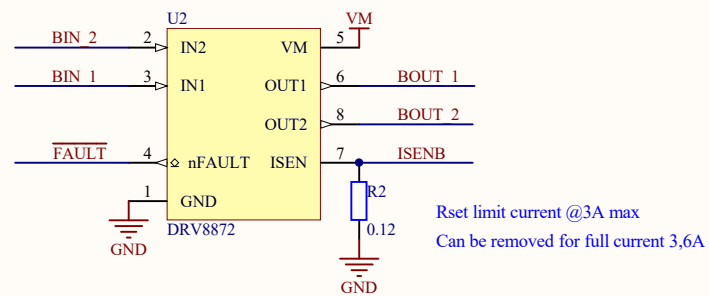 U2
VM
BIN_2
2
IN2
VM
5
BIN_1
3
IN1
OUT1
6
BOUT_1
OUT2
8
BOUT_2
FAULT
4
nFAULT
ISEN
7
ISENB
1
GND
R2
GND
DRV8872
0.12
GND
Rset limit current @3A max
Can be removed for full current 3,6A